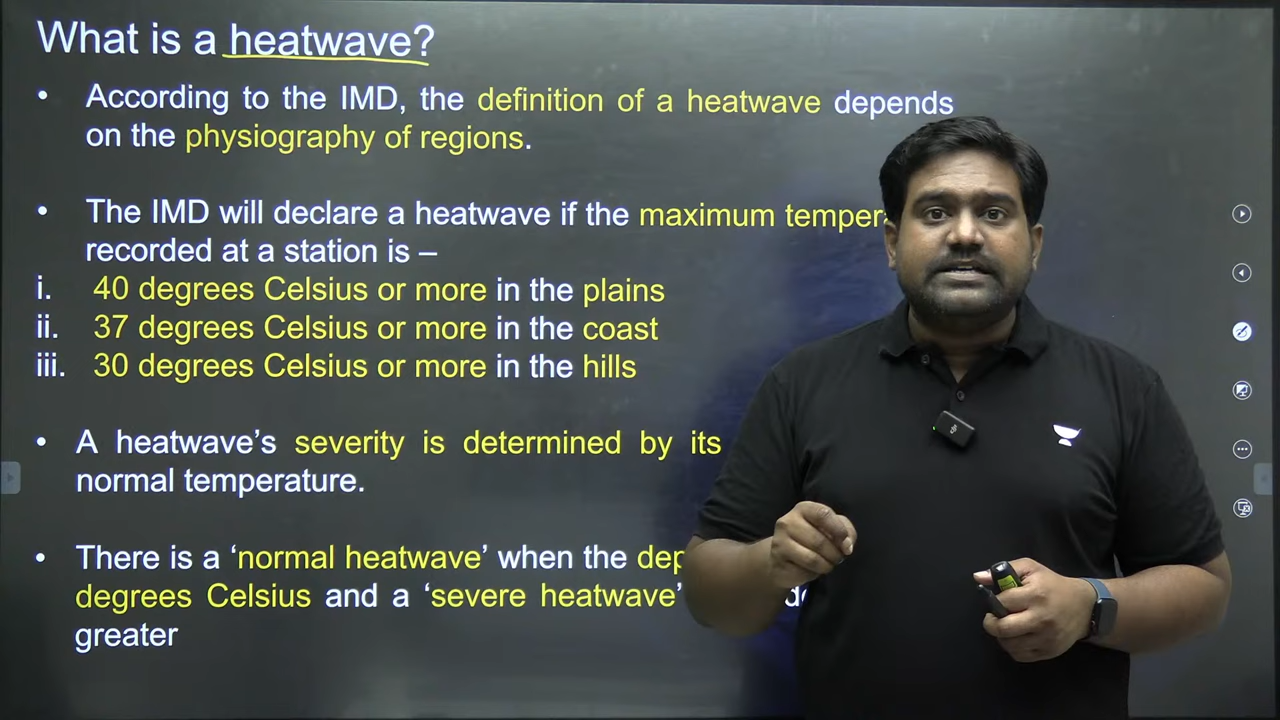 What is a heatwave?
• According to the IMD, the definition of a heatwave depends
on the physiography of regions.
• The IMD will declare a heatwave if the maximum
recorded at a station is –
i. 40 degrees Celsius or more in the plains
ii. 37 degrees Celsius or more in the coast
iii. 30 degrees Celsius or more in the hills
• A heatwave’s severity is determined by its
normal temperature.
• There is a ‘normal heatwave’ when the
degrees Celsius and a ‘severe heatwave’
greater